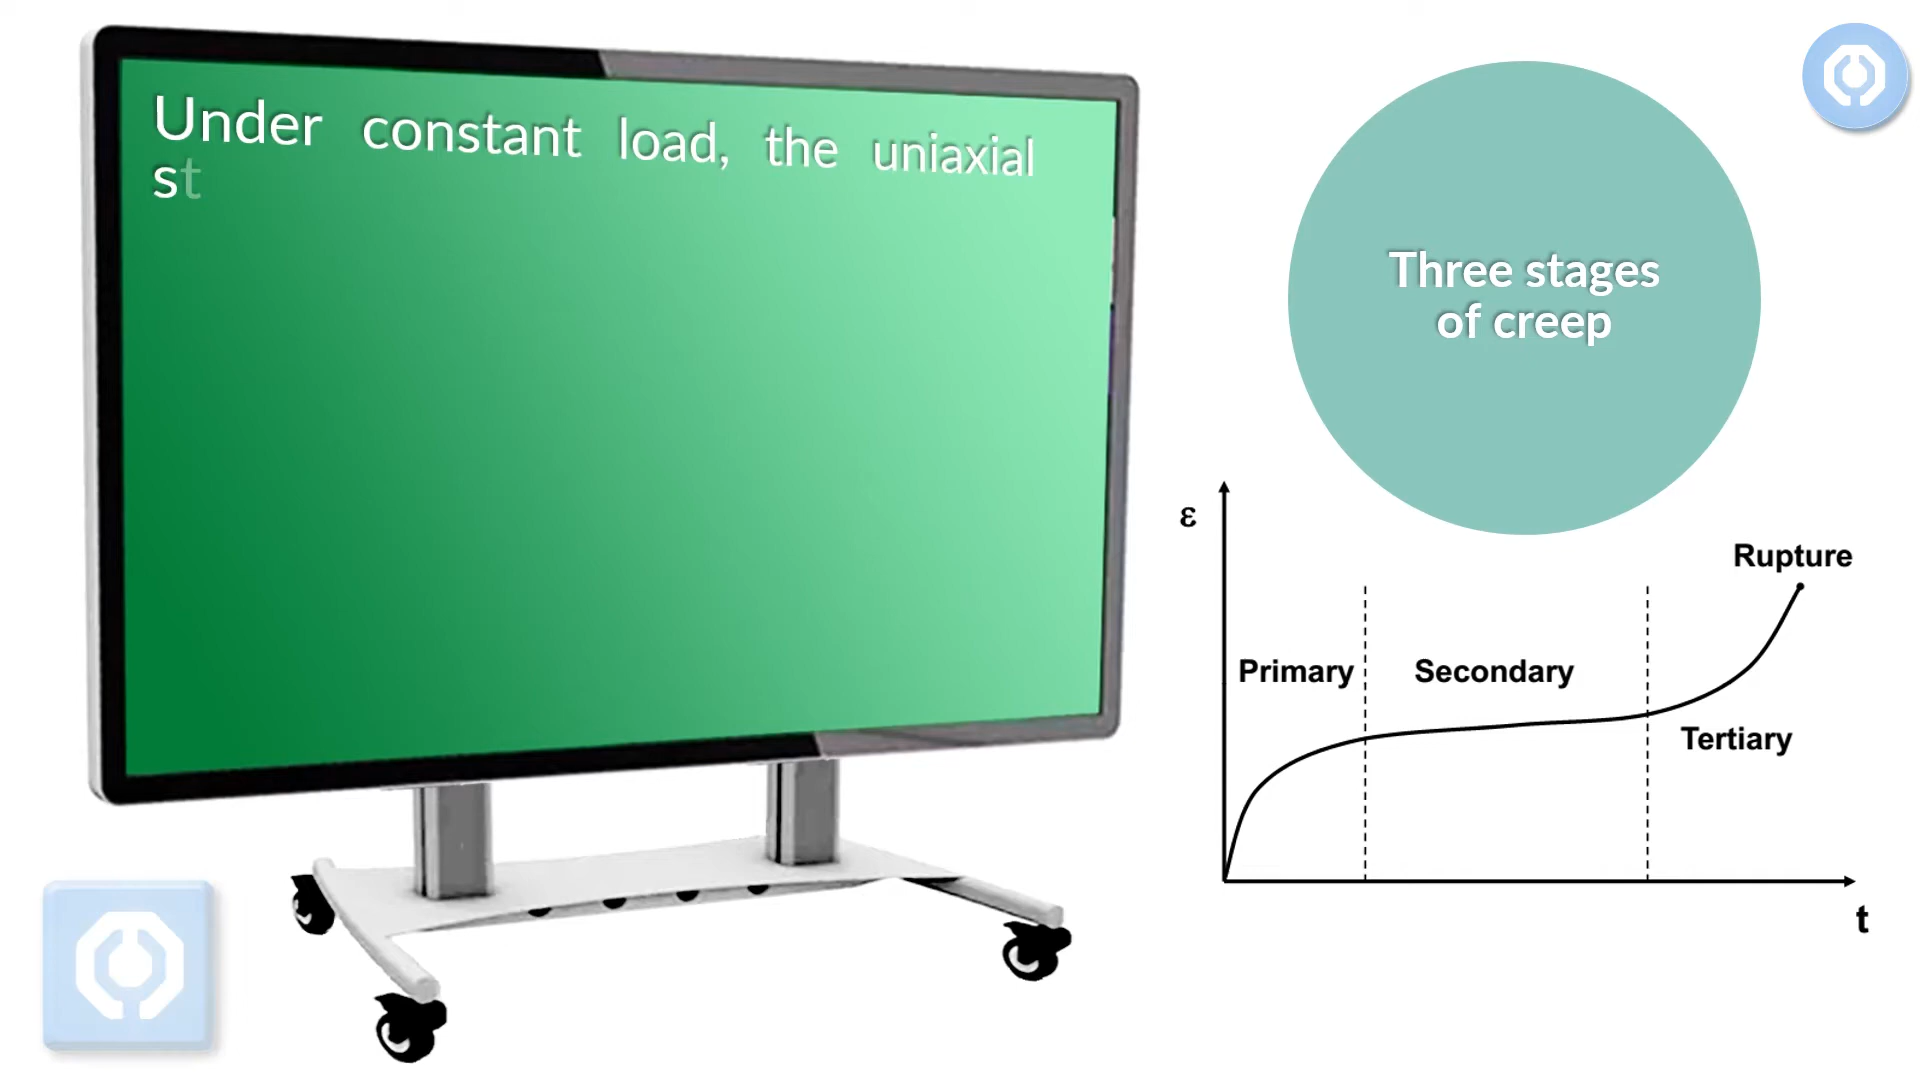 Under constant load, the uniaxial
st
Three stages
of creep
ε
Rupture
Primary
Secondary
Tertiary
t